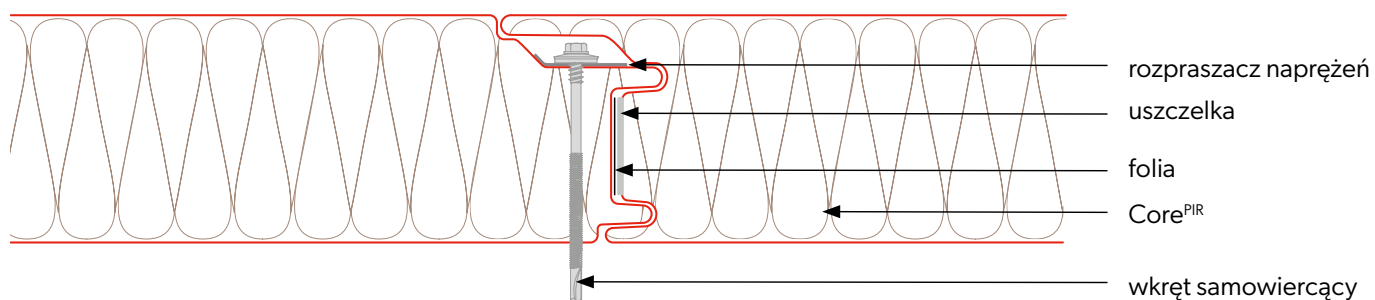 rozpraszacz naprężeń
uszczelka
folia
Core^PIR
wkręt samowiercący